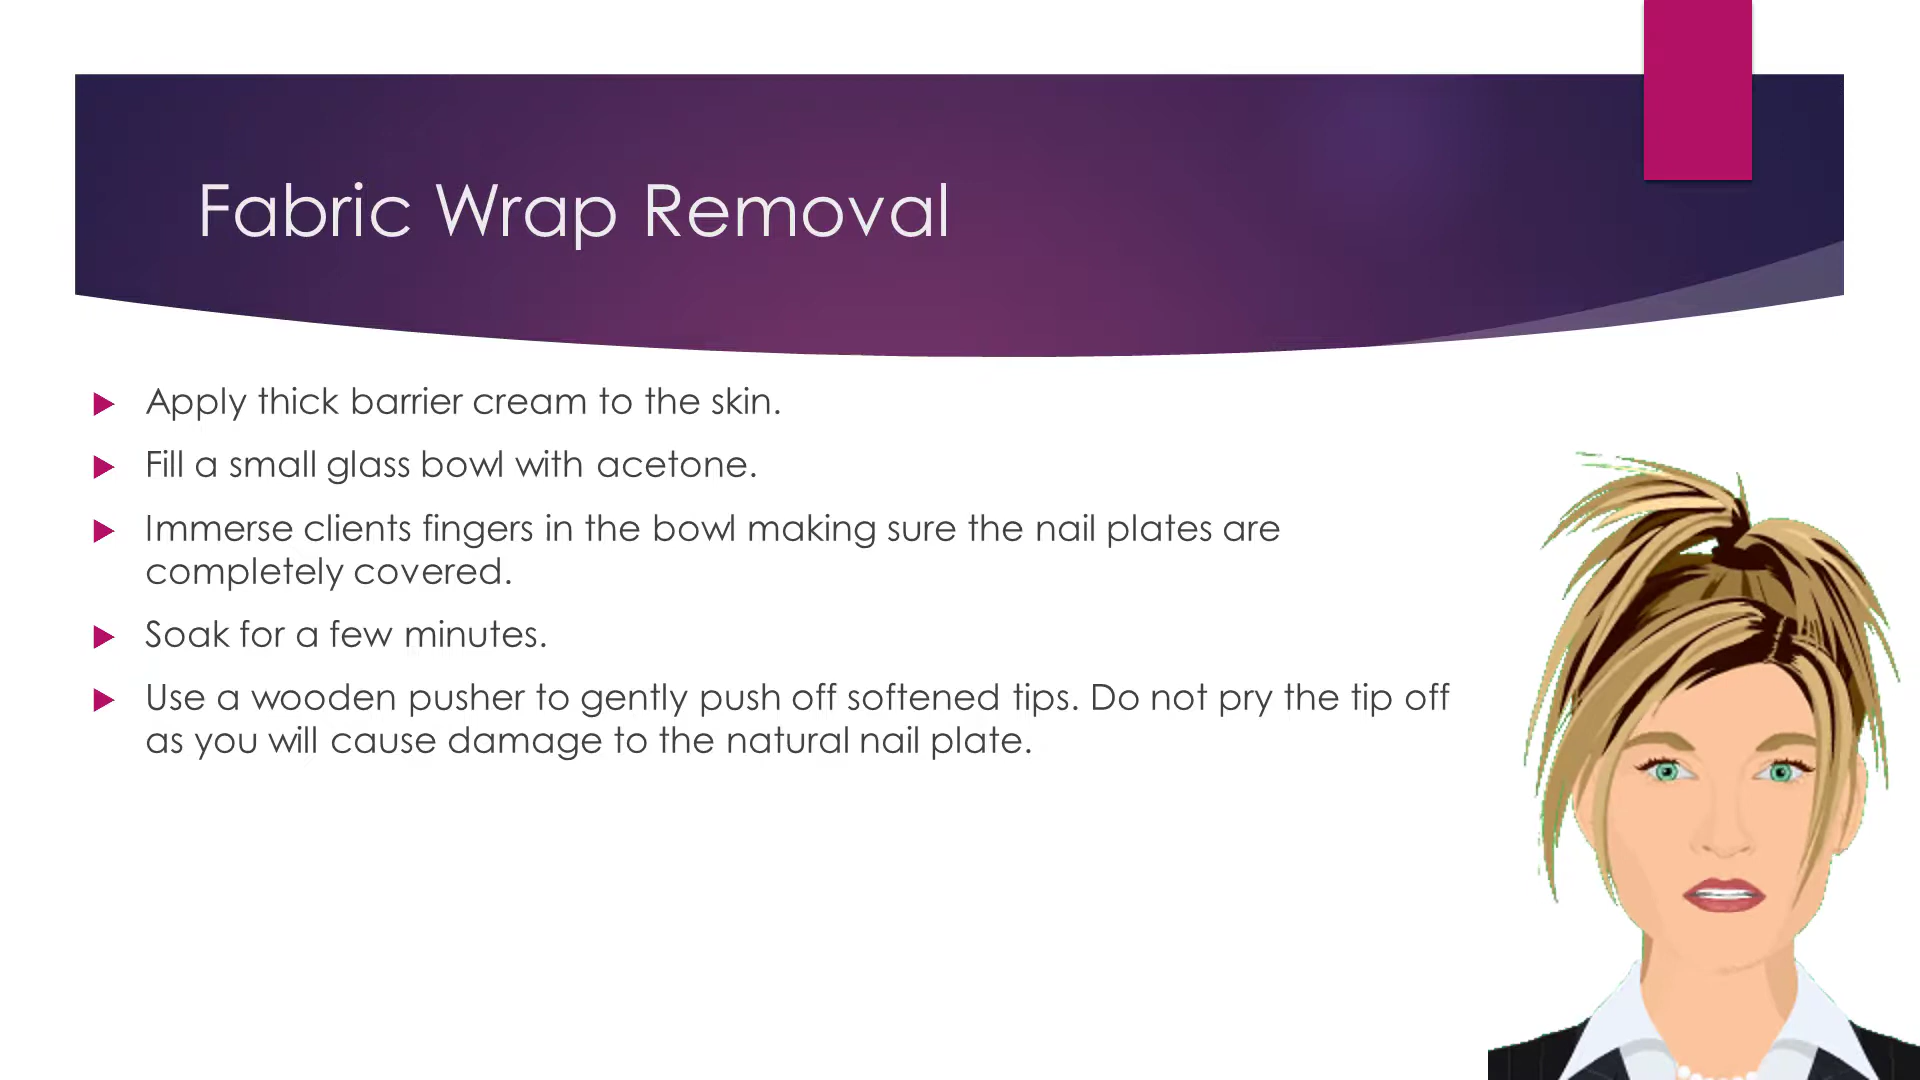 Fabric Wrap Removal
Apply thick barrier cream to the skin.
Fill a small glass bowl with acetone.
Immerse clients fingers in the bowl making sure the nail plates are
completely covered.
Soak for a few minutes.
Use a wooden pusher to gently push off softened tips. Do not pry the tip off
as you will cause damage to the natural nail plate.